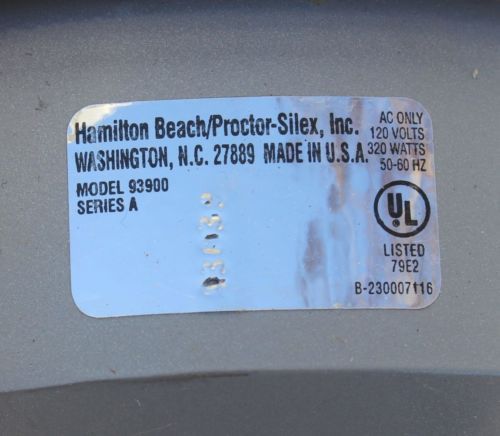 Hamilton Beach/Proctor-Silex, Inc.
WASHINGTON, N.C. 27889 MADE IN U.S.A.
MODEL 93900
SERIES A
AC ONLY
120 VOLTS
320 WATTS
50-60 HZ
UL
LISTED
79E2
B-230007116